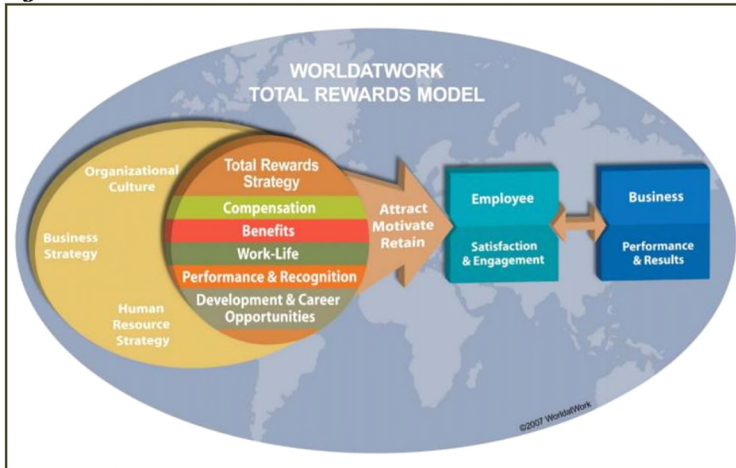 WORLDATWORK
TOTAL REWARDS MODEL
Organizational
Culture
Business
Strategy
Human
Resource
Strategy
Total Rewards
Strategy
Compensation
Benefits
Work-Life
Performance & Recognition
Development & Career
Opportunities
Attract
Motivate
Retain
Employee
Satisfaction
& Engagement
Business
Performance
& Results
©2007 WorldatWork